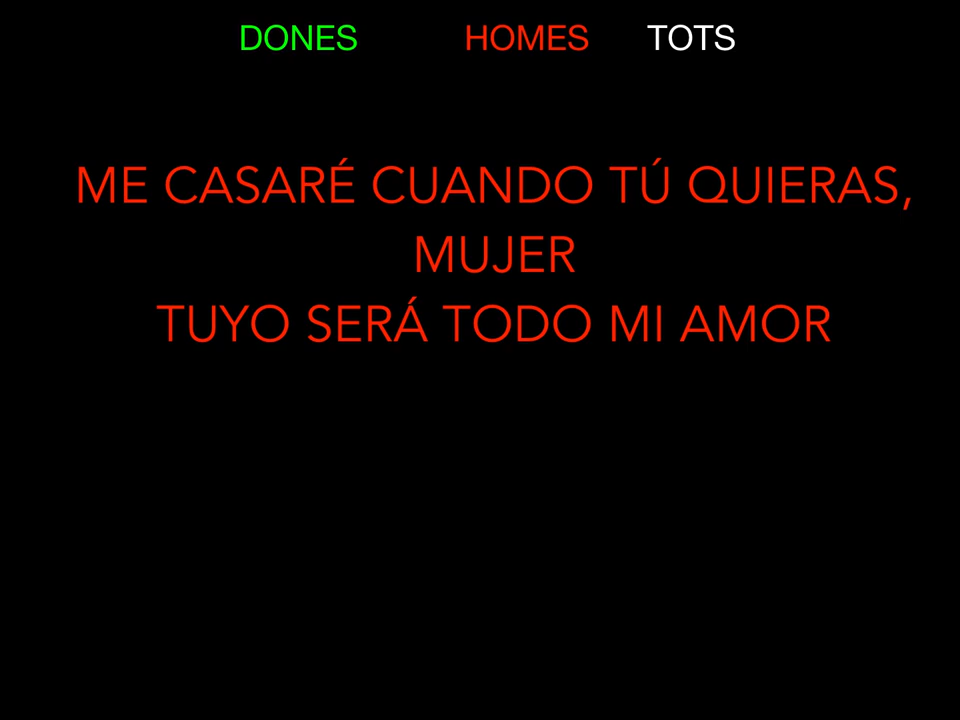 DONES HOMES TOTS
ME CASARÉ CUANDO TÚ QUIERAS,
MUJER
TUYO SERÁ TODO MI AMOR